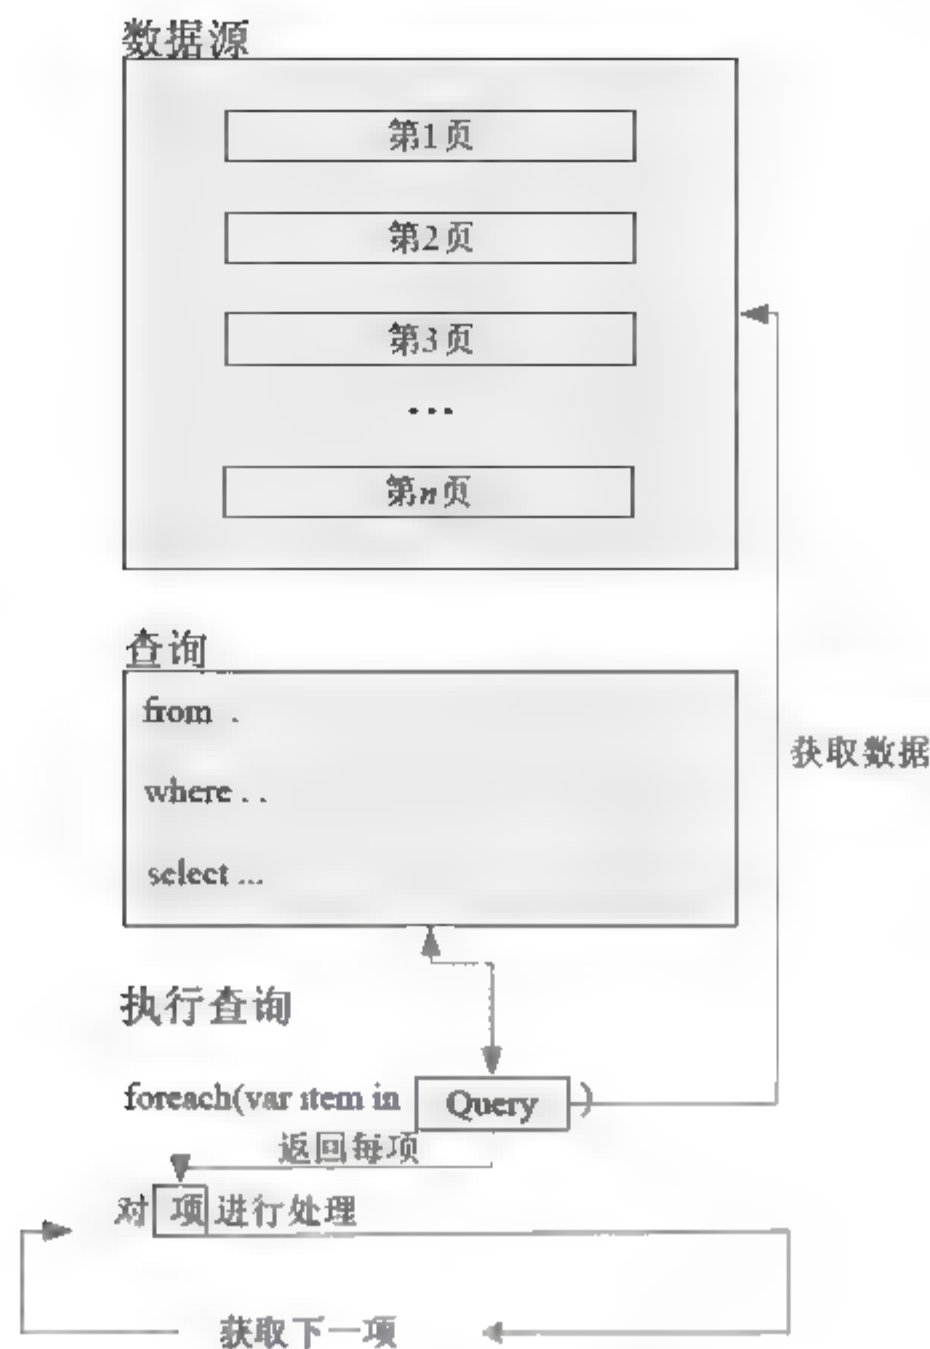 数据源
第1页
第2页
第3页
...
第n页
查询
from .
where . .
select ...
获取数据
执行查询
foreach(var item in Query )
返回每项
对 项 进行处理
获取下一项